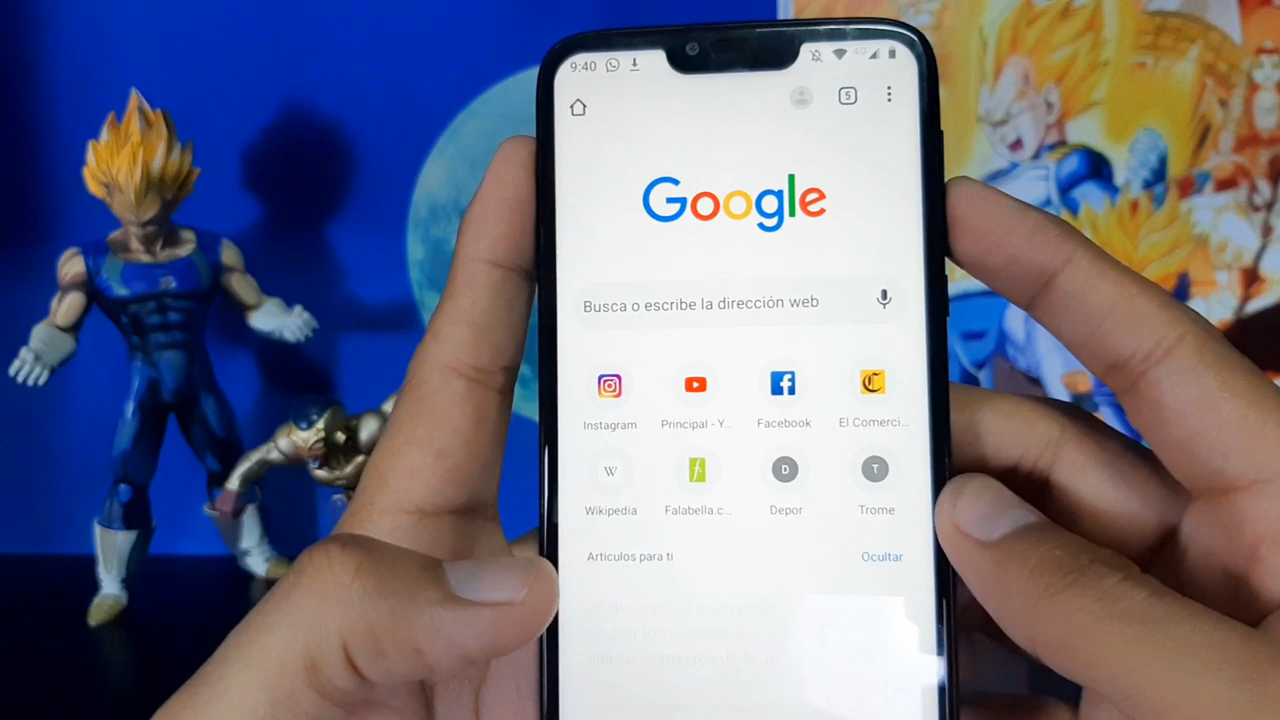 9:40 4G
5
Google
Busca o escribe la dirección web
Instagram Principal - Y... Facebook El Comerci...
W D T
Wikipedia Falabella.c... Depor Trome
Artículos para ti Ocultar